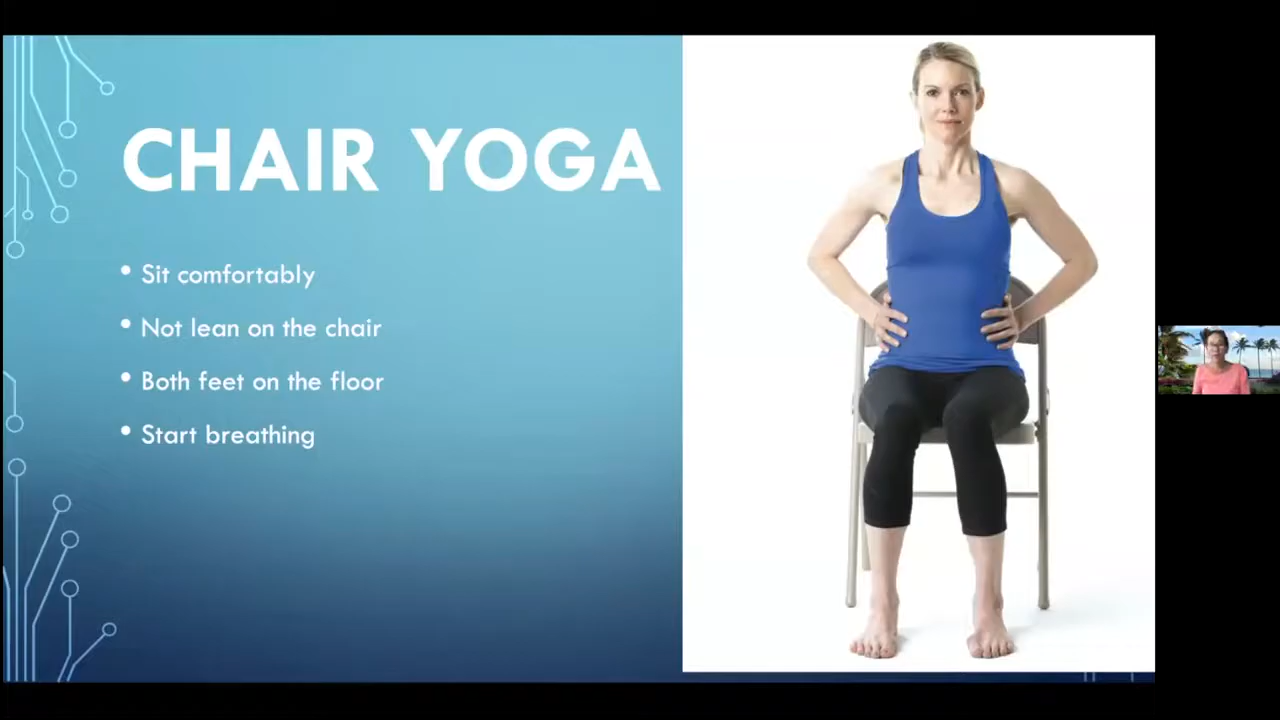 CHAIR YOGA
• Sit comfortably
• Not lean on the chair
• Both feet on the floor
• Start breathing